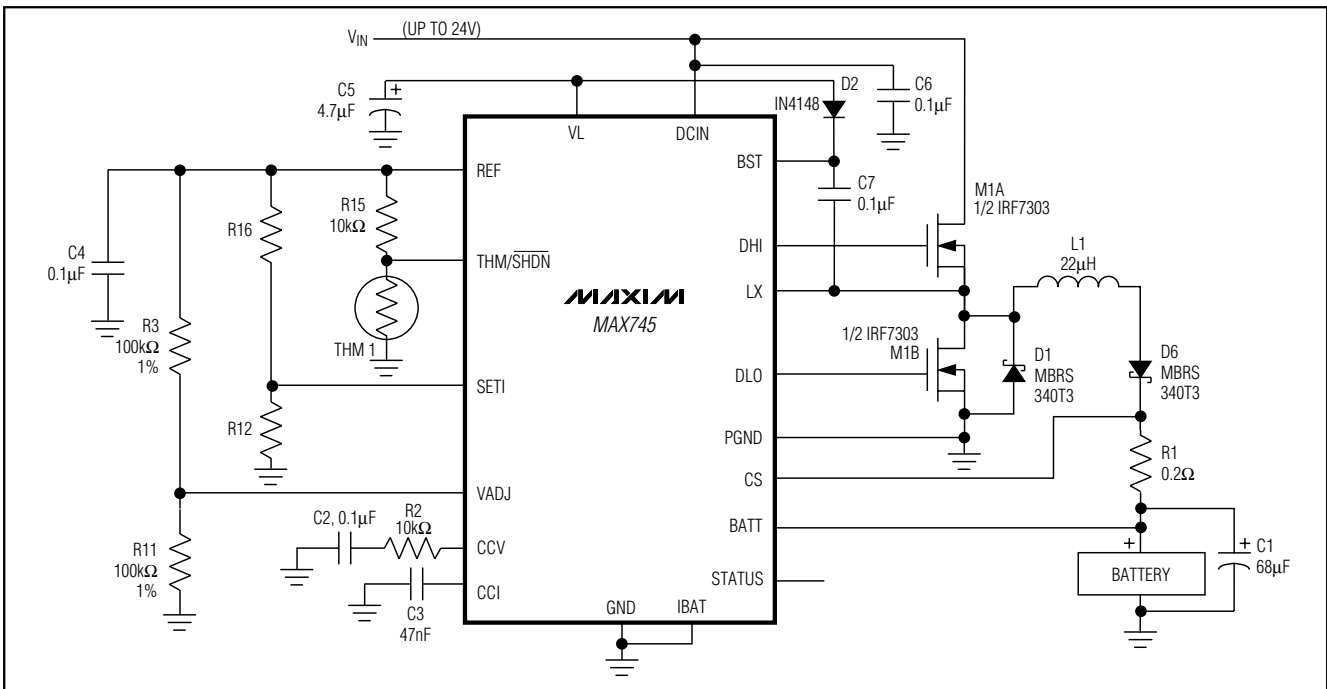 VIN (UP TO 24V)
C5
4.7µF
D2
IN4148
C6
0.1µF
VL
DCIN
REF
BST
C7
0.1µF
M1A
1/2 IRF7303
R15
10kΩ
R16
C4
0.1µF
THM/SHDN
DHI
L1
22µH
MAXIM
MAX745
LX
R3
100kΩ
1%
THM 1
1/2 IRF7303
M1B
D1
MBRS
340T3
D6
MBRS
340T3
SETI
DLO
R12
PGND
R1
0.2Ω
CS
VADJ
C2, 0.1µF
R2
10kΩ
BATT
R11
100kΩ
1%
CCV
+
+
C1
68µF
BATTERY
STATUS
CCI
C3
47nF
GND
IBAT
+